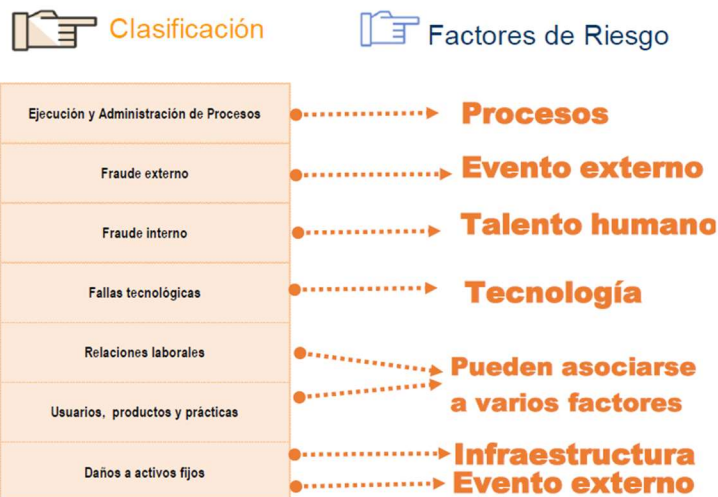 Clasificación
Factores de Riesgo
Ejecución y Administración de Procesos
Procesos
Fraude externo
Evento externo
Fraude interno
Talento humano
Fallas tecnológicas
Tecnología
Relaciones laborales
Pueden asociarse
a varios factores
Usuarios, productos y prácticas
Daños a activos fijos
Infraestructura
Evento externo